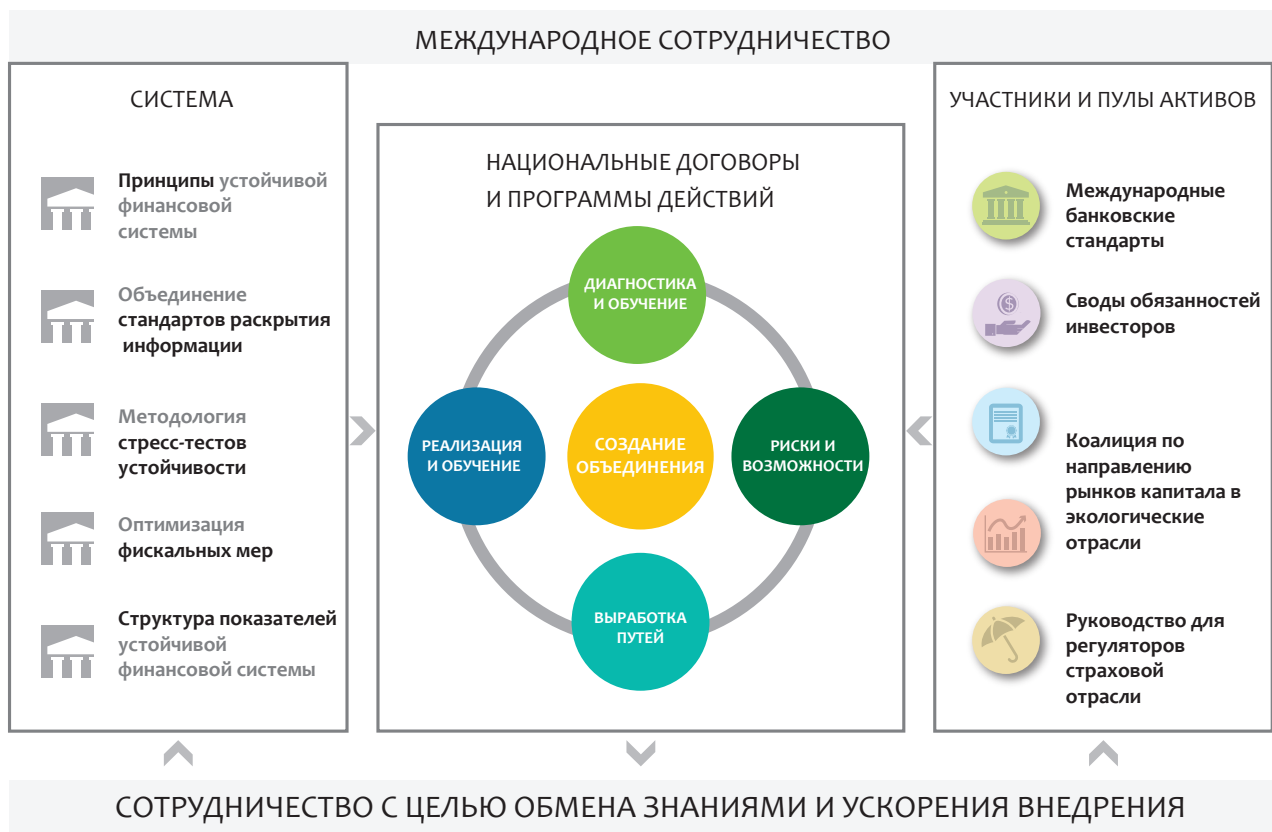 МЕЖДУНАРОДНОЕ СОТРУДНИЧЕСТВО
СИСТЕМА
Принципы устойчивой
финансовой
системы
Объединение
стандартов раскрытия
информации
Методология
стресс-тестов
устойчивости
Оптимизация
фискальных мер
Структура показателей
устойчивой
финансовой системы
НАЦИОНАЛЬНЫЕ ДОГОВОРЫ
И ПРОГРАММЫ ДЕЙСТВИЙ
ДИАГНОСТИКА
И ОБУЧЕНИЕ
РЕАЛИЗАЦИЯ
И ОБУЧЕНИЕ
СОЗДАНИЕ
ОБЪЕДИНЕНИЯ
РИСКИ И
ВОЗМОЖНОСТИ
ВЫРАБОТКА
ПУТЕЙ
УЧАСТНИКИ И ПУЛЫ АКТИВОВ
Международные
банковские
стандарты
$
Своды обязанностей
инвесторов
Коалиция по
направлению
рынков капитала в
экологические
отрасли
Руководство для
регуляторов
страховой
отрасли
СОТРУДНИЧЕСТВО С ЦЕЛЬЮ ОБМЕНА ЗНАНИЯМИ И УСКОРЕНИЯ ВНЕДРЕНИЯ